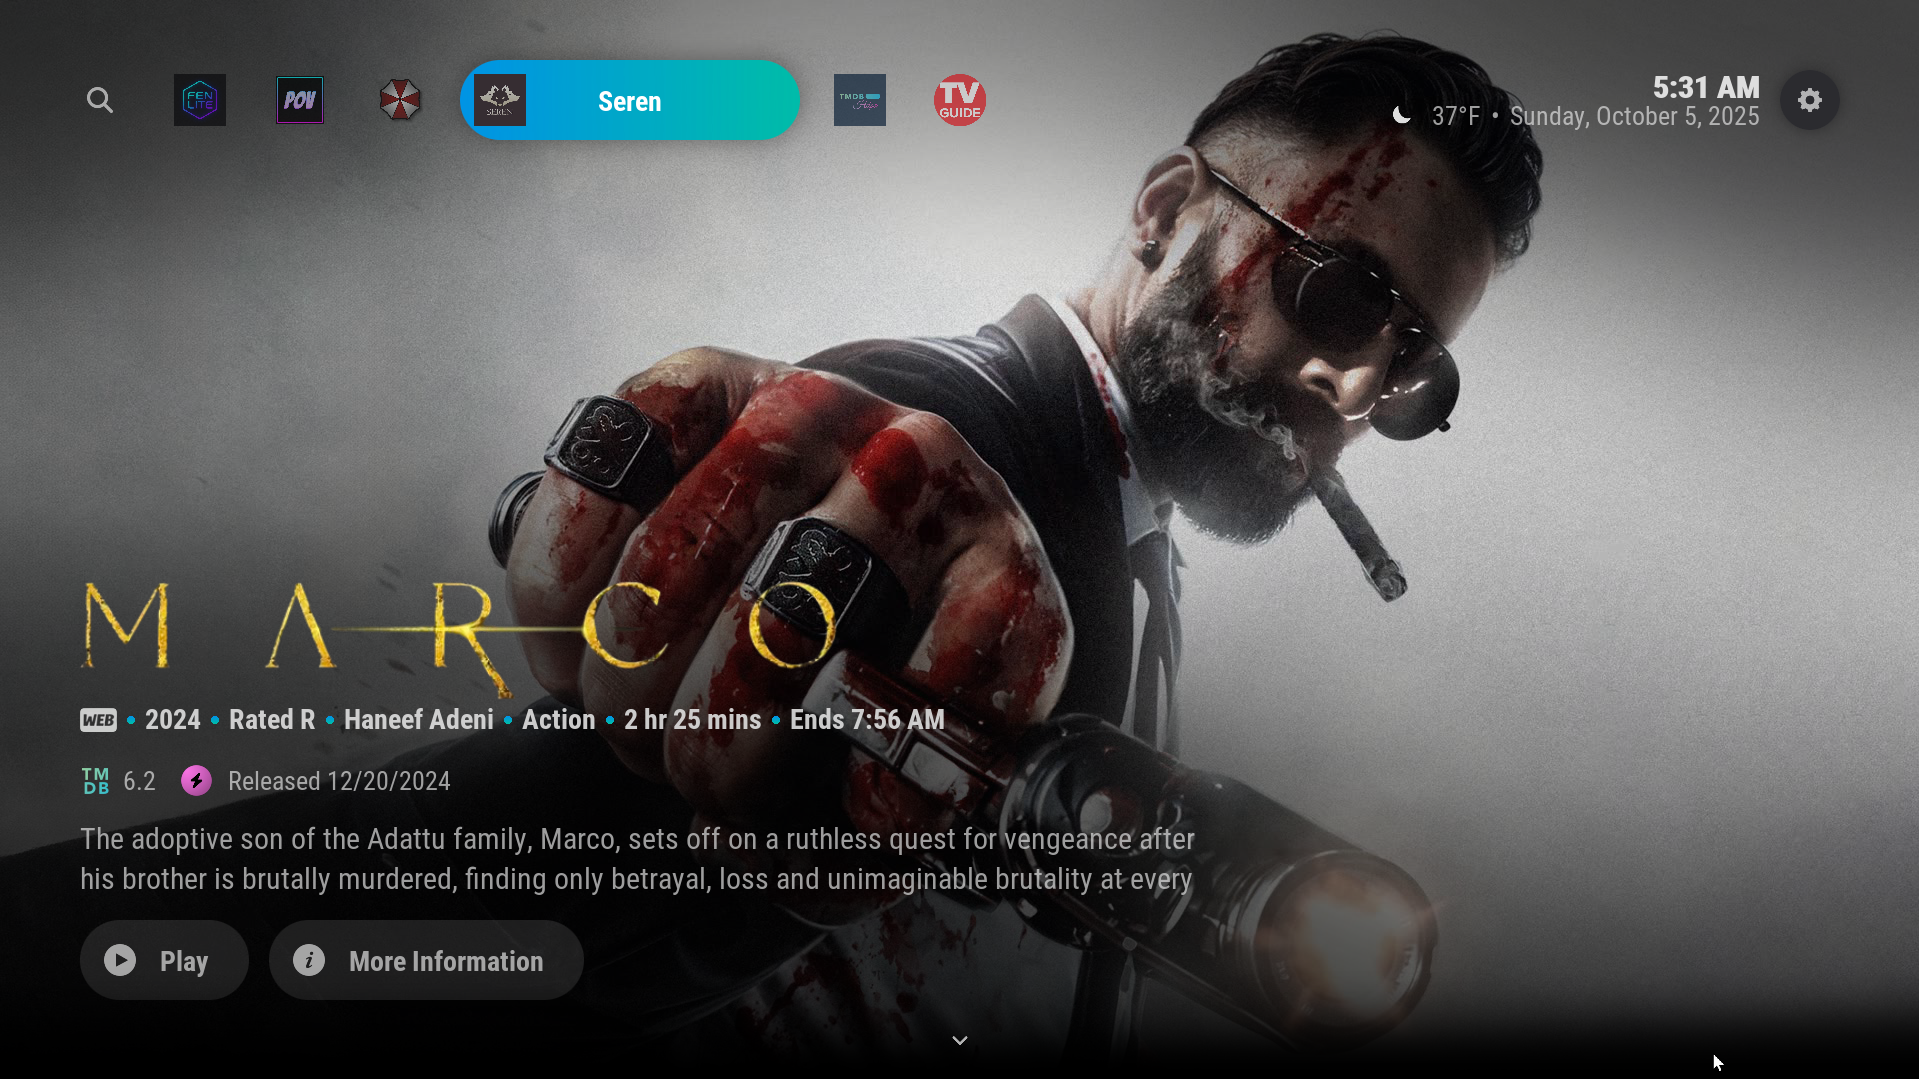 FEN
LITE
POV
SEREN
Seren
TMDB
Helper
TV
GUIDE
5:31 AM
37°F • Sunday, October 5, 2025
MARCO
WEB • 2024 • Rated R • Haneef Adeni • Action • 2 hr 25 mins • Ends 7:56 AM
TM
DB
6.2 Released 12/20/2024
The adoptive son of the Adattu family, Marco, sets off on a ruthless quest for vengeance after
his brother is brutally murdered, finding only betrayal, loss and unimaginable brutality at every
Play
More Information